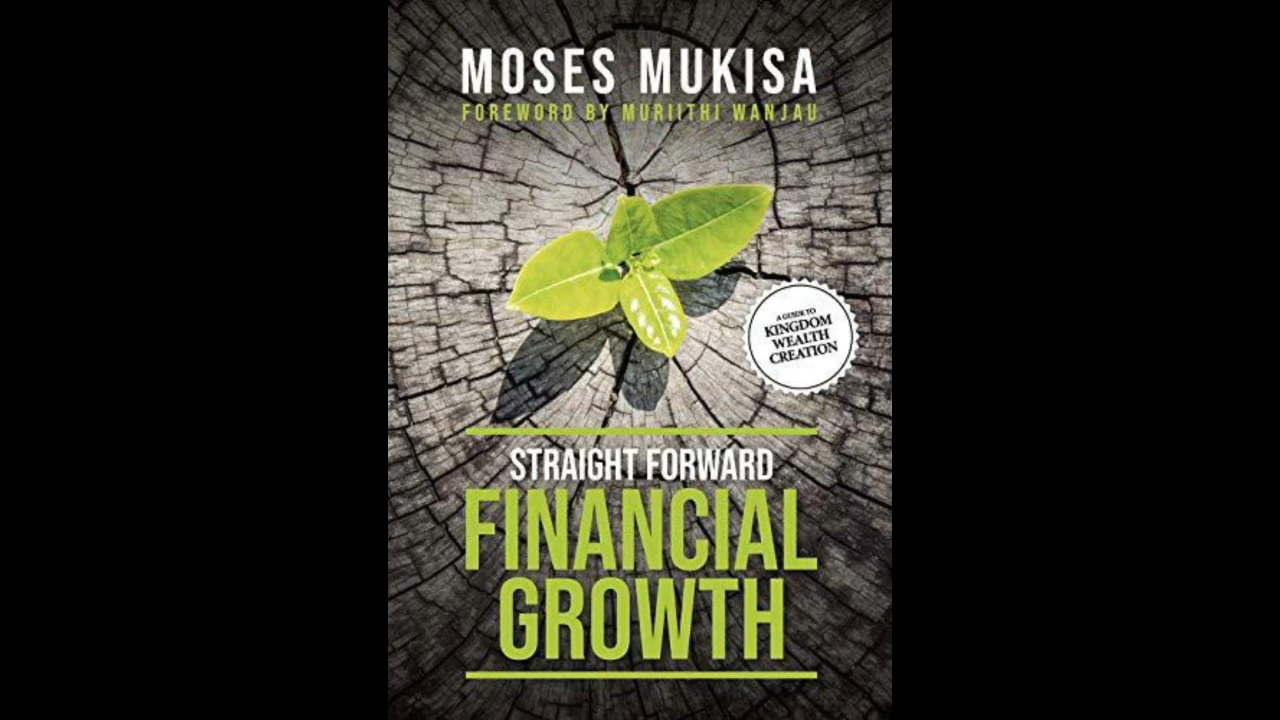 MOSES MUKISA
FOREWORD BY MURIITHI WANJAU
A GUIDE TO
KINGDOM
WEALTH
CREATION
STRAIGHT FORWARD
FINANCIAL
GROWTH